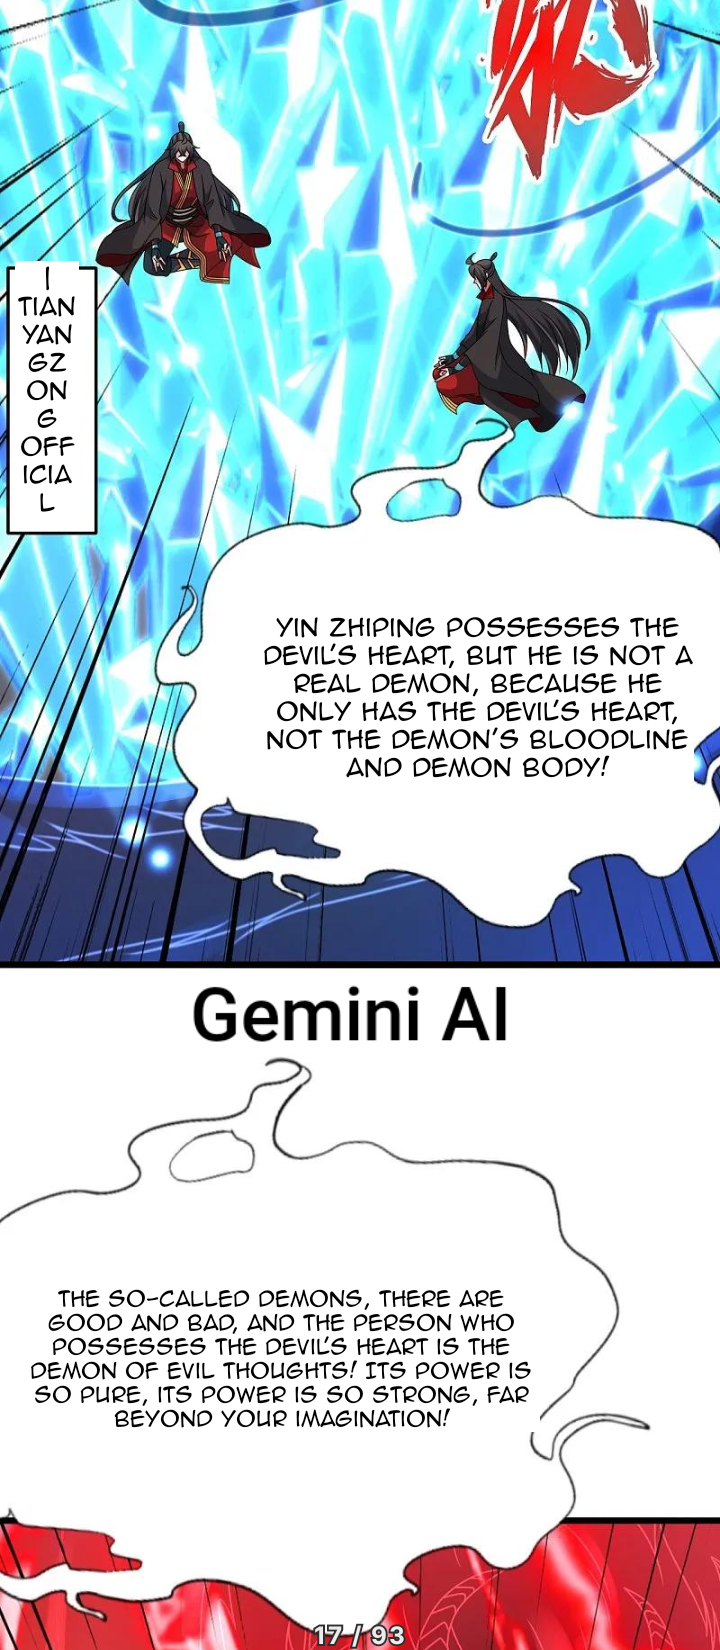 I
TIAN
YAN
GZ
ON
G
OFF
ICIA
L
YIN ZHIPING POSSESSES THE
DEVIL'S HEART, BUT HE IS NOT A
REAL DEMON, BECAUSE HE
ONLY HAS THE DEVIL'S HEART,
NOT THE DEMON'S BLOODLINE
AND DEMON BODY!
Gemini AI
THE SO-CALLED DEMONS, THERE ARE
GOOD AND BAD, AND THE PERSON WHO
POSSESSES THE DEVIL'S HEART IS THE
DEMON OF EVIL THOUGHTS! ITS POWER IS
SO PURE, ITS POWER IS SO STRONG, FAR
BEYOND YOUR IMAGINATION!
17 / 93